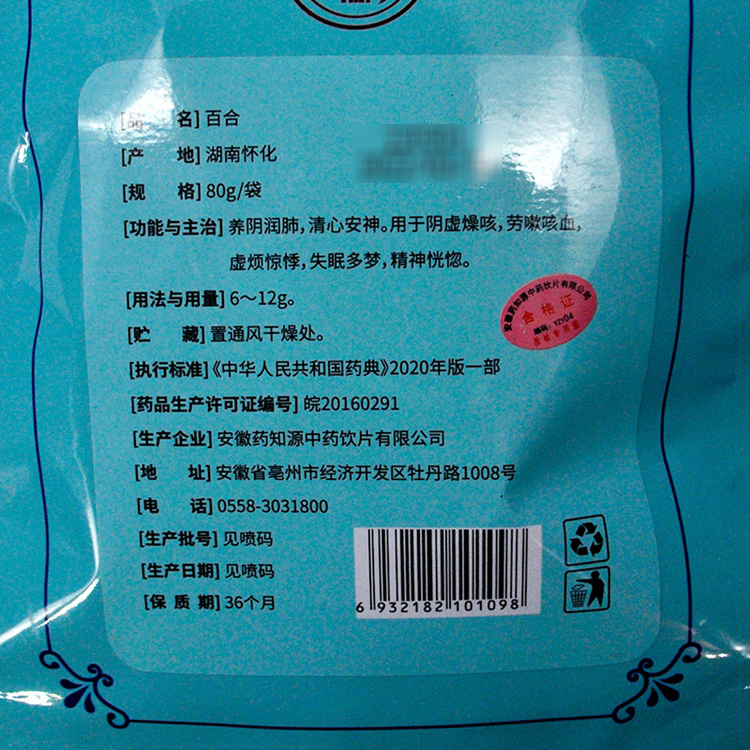 [品 名] 百合
[产 地] 湖南怀化
[规 格] 80g/袋
[功能与主治] 养阴润肺,清心安神。用于阴虚燥咳,劳嗽咳血,
虚烦惊悸,失眠多梦,精神恍惚。
[用法与用量] 6～12g。
[贮 藏] 置通风干燥处。
[执行标准]《中华人民共和国药典》2020年版一部
[药品生产许可证编号] 皖20160291
[生产企业] 安徽药知源中药饮片有限公司
[地 址] 安徽省亳州市经济开发区牡丹路1008号
[电 话] 0558-3031800
[生产批号] 见喷码
[生产日期] 见喷码
[保 质 期] 36个月
安徽药知源中药饮片有限公司
合格证
编码: YZY04
6 932182 101098